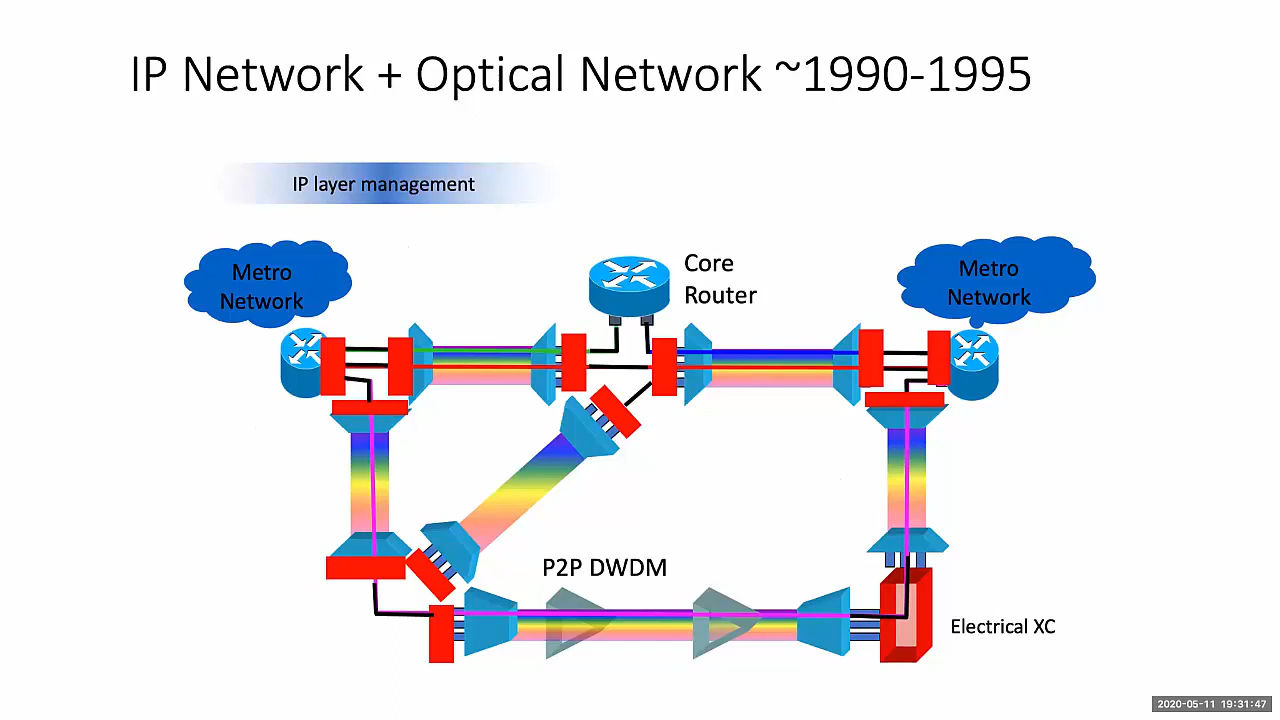 IP Network + Optical Network ~1990-1995
IP layer management
Metro
Network
Core
Router
Metro
Network
P2P DWDM
Electrical XC
2020-05-11 19:31:47